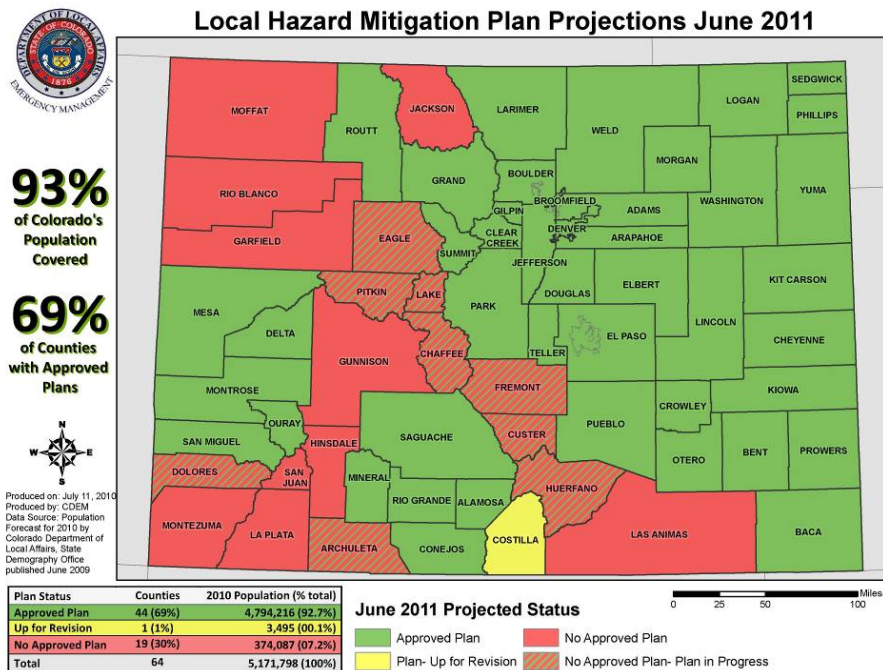 Local Hazard Mitigation Plan Projections June 2011
DEPARTMENT OF LOCAL AFFAIRS
STATE OF COLORADO
1876
EMERGENCY MANAGEMENT
93%
of Colorado's
Population
Covered
69%
of Counties
with Approved
Plans
N
W E
S
Produced on: July 11, 2010
Produced by: CDEM
Data Source: Population
Forecast for 2010 by
Colorado Department of
Local Affairs, State
Demography Office
published June 2009
MOFFAT
ROUTT
JACKSON
LARIMER
WELD
LOGAN
SEDGWICK
PHILLIPS
MORGAN
RIO BLANCO
GRAND
BOULDER
BROOMFIELD
WASHINGTON
YUMA
GARFIELD
EAGLE
SUMMIT
GILPIN
CLEAR
CREEK
DENVER
ADAMS
ARAPAHOE
JEFFERSON
PITKIN
LAKE
PARK
DOUGLAS
ELBERT
KIT CARSON
MESA
DELTA
GUNNISON
CHAFFEE
TELLER
EL PASO
LINCOLN
CHEYENNE
MONTROSE
FREMONT
KIOWA
OURAY
SAGUACHE
CUSTER
PUEBLO
CROWLEY
SAN MIGUEL
HINSDALE
OTERO
BENT
PROWERS
DOLORES
SAN
JUAN
MINERAL
RIO GRANDE
ALAMOSA
HUERFANO
MONTEZUMA
LA PLATA
ARCHULETA
CONEJOS
COSTILLA
LAS ANIMAS
BACA
Plan Status Counties 2010 Population (% total)
Approved Plan 44 (69%) 4,794,216 (92.7%)
Up for Revision 1 (1%) 3,495 (00.1%)
No Approved Plan 19 (30%) 374,087 (07.2%)
Total 64 5,171,798 (100%)
June 2011 Projected Status
Approved Plan
No Approved Plan
Plan- Up for Revision
No Approved Plan- Plan in Progress
Miles
0 25 50 100